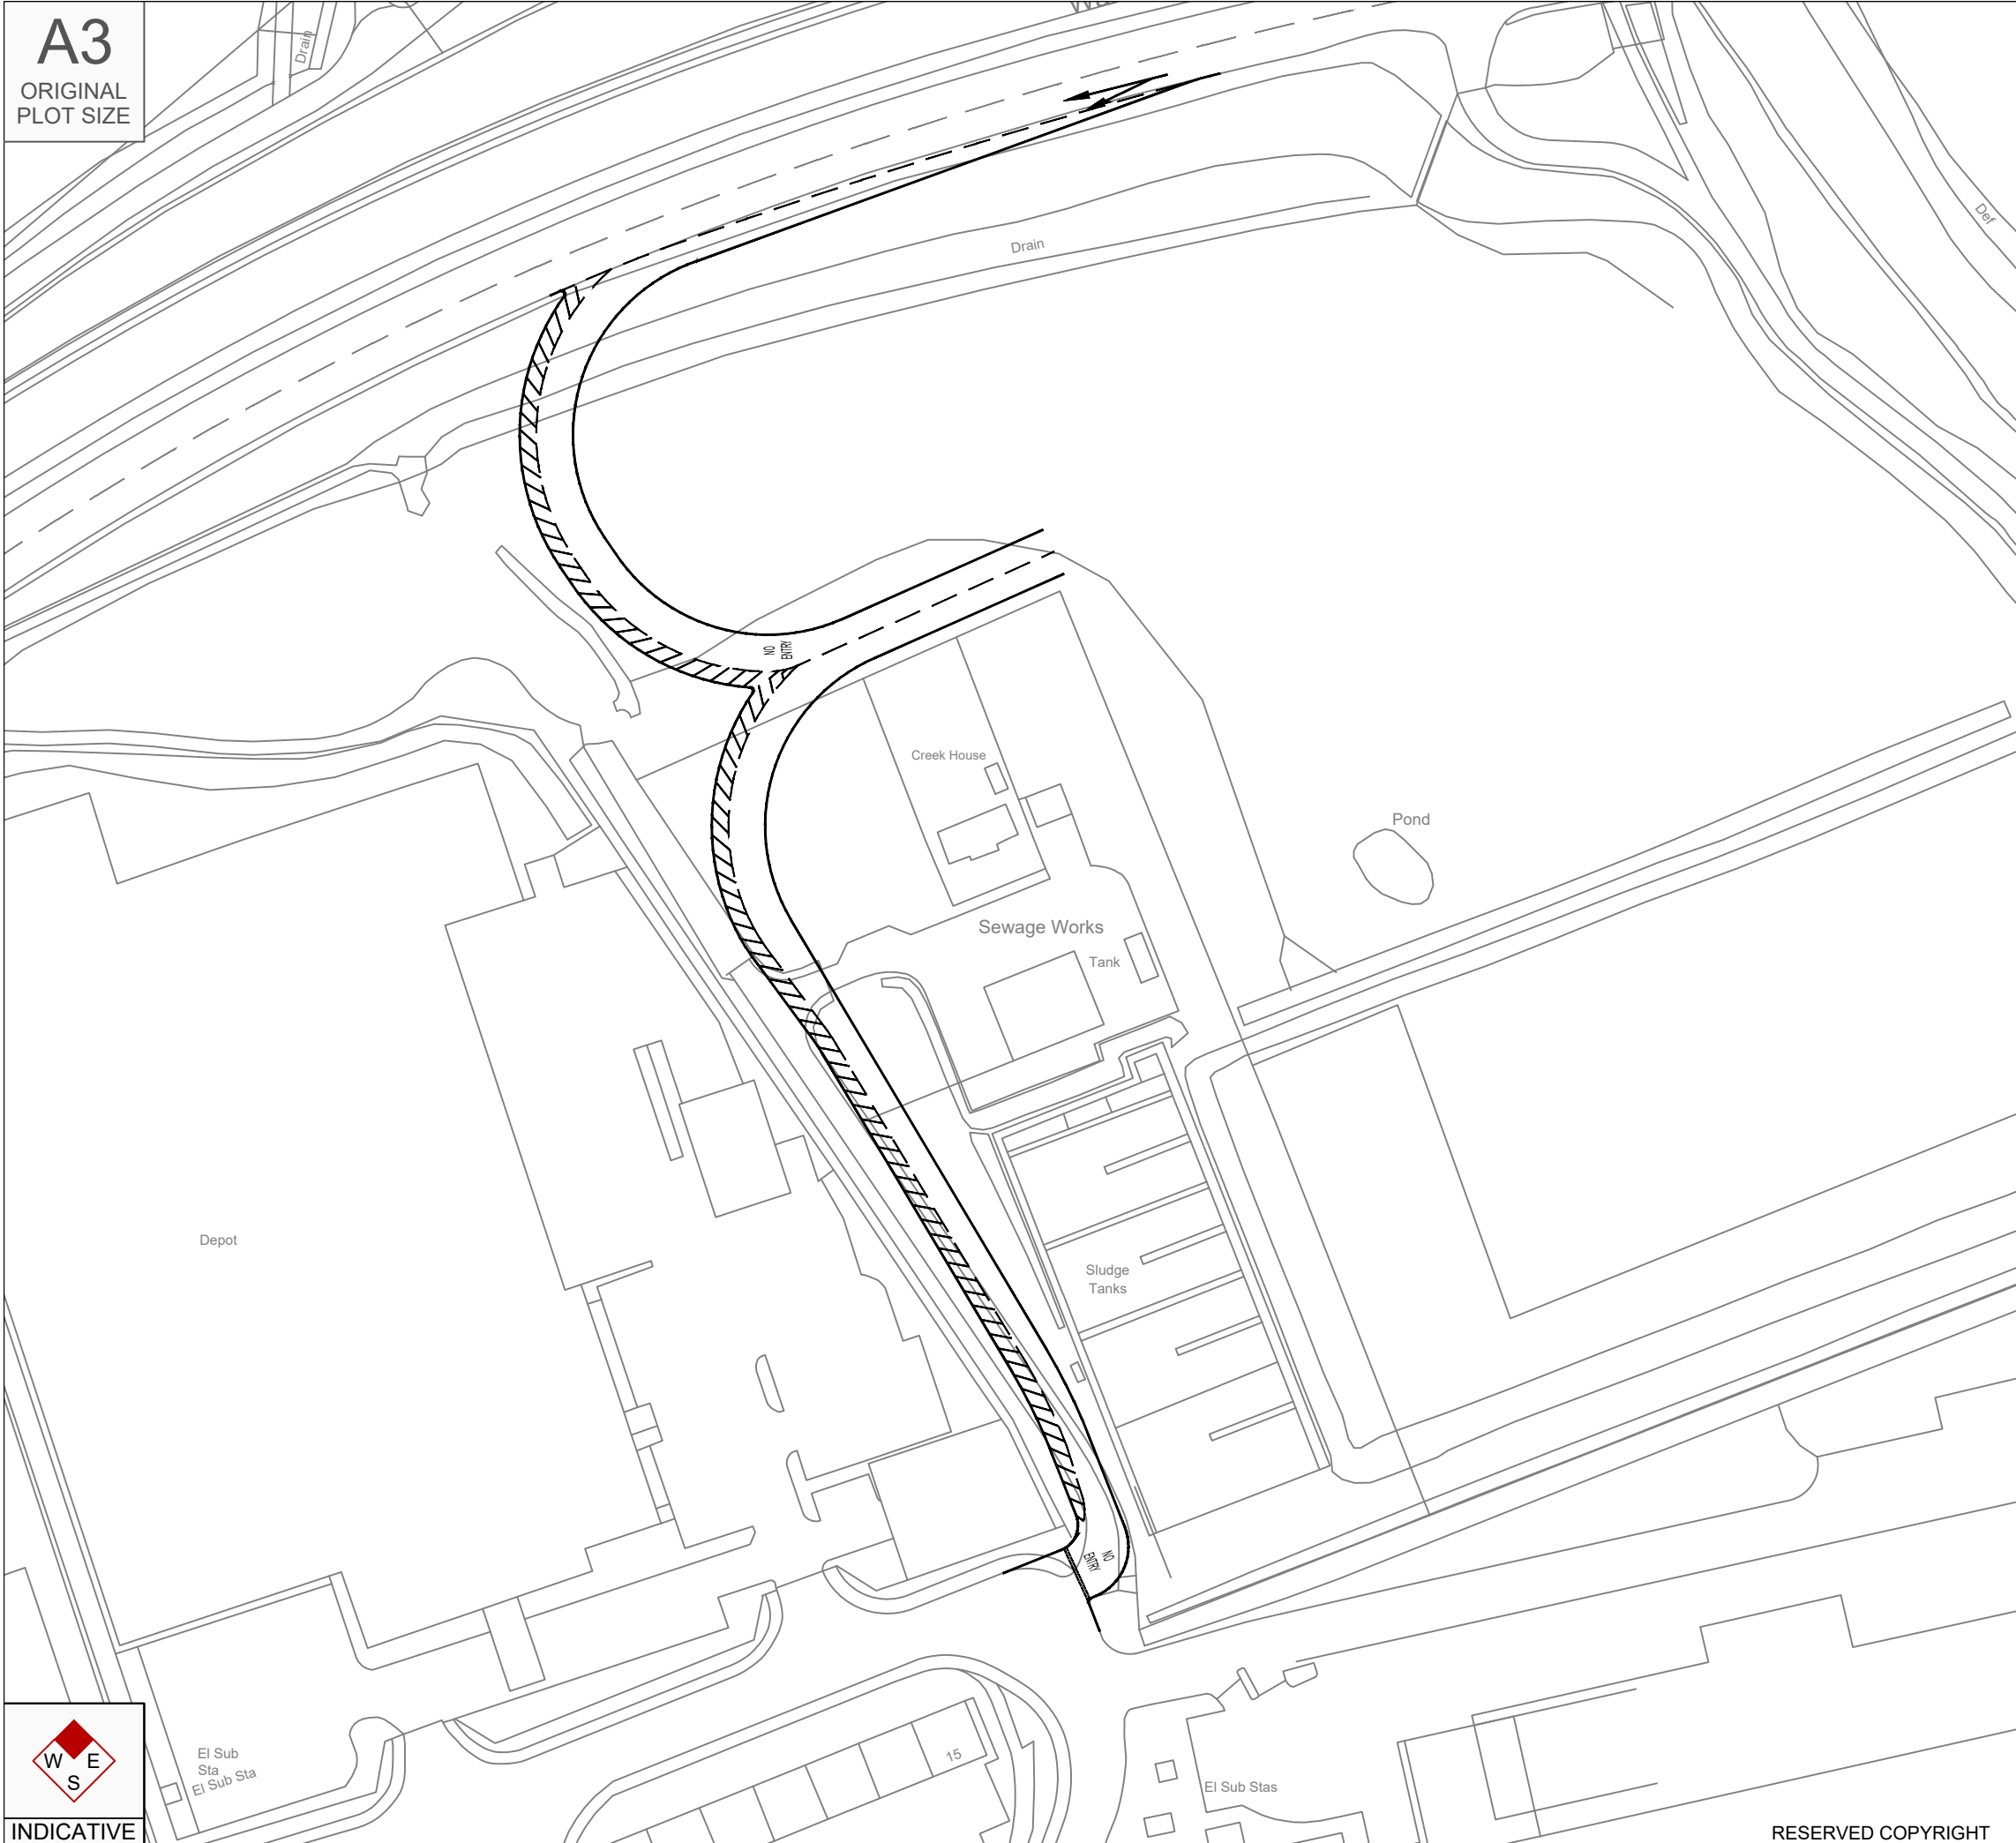 A3
ORIGINAL
PLOT SIZE
Drain
Def
Drain
NO
ENTRY
Creek House
Pond
Sewage Works
Tank
Depot
Sludge
Tanks
NO
ENTRY
El Sub
Sta
El Sub Sta
15
El Sub Stas
W E
S
INDICATIVE
RESERVED COPYRIGHT